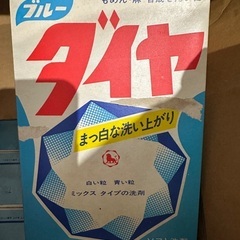 ブルー
ダイヤ
まっ白な洗い上がり
白い粒 青い粒
ミックス タイプの洗剤